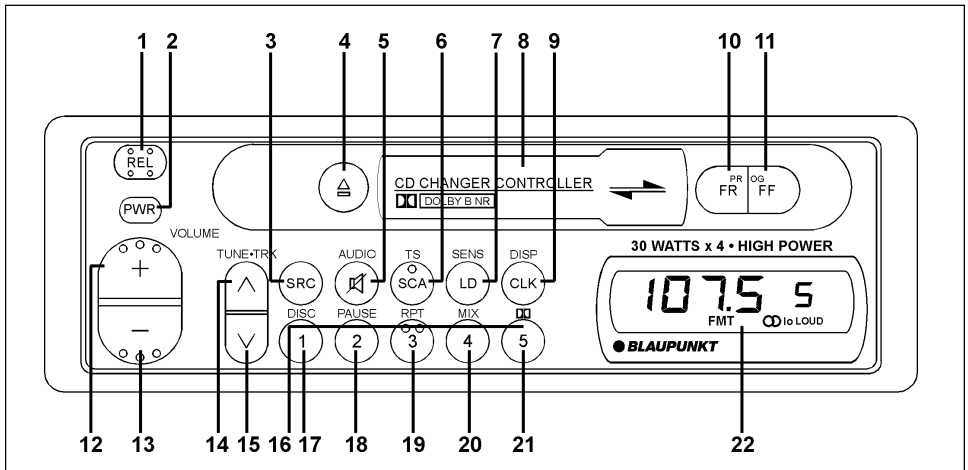 1 2 3 4 5 6 7 8 9 10 11
REL
PR OG
FR FF
CD CHANGER CONTROLLER
DOLBY B NR
PWR
VOLUME
30 WATTS x 4 • HIGH POWER
TUNE•TRK AUDIO TS SENS DISP
+
SRC SCA LD CLK
107.5 5
FMT lo LOUD
DISC PAUSE RPT MIX
−
1 2 3 4 5
BLAUPUNKT
12 13 14 15 16 17 18 19 20 21 22